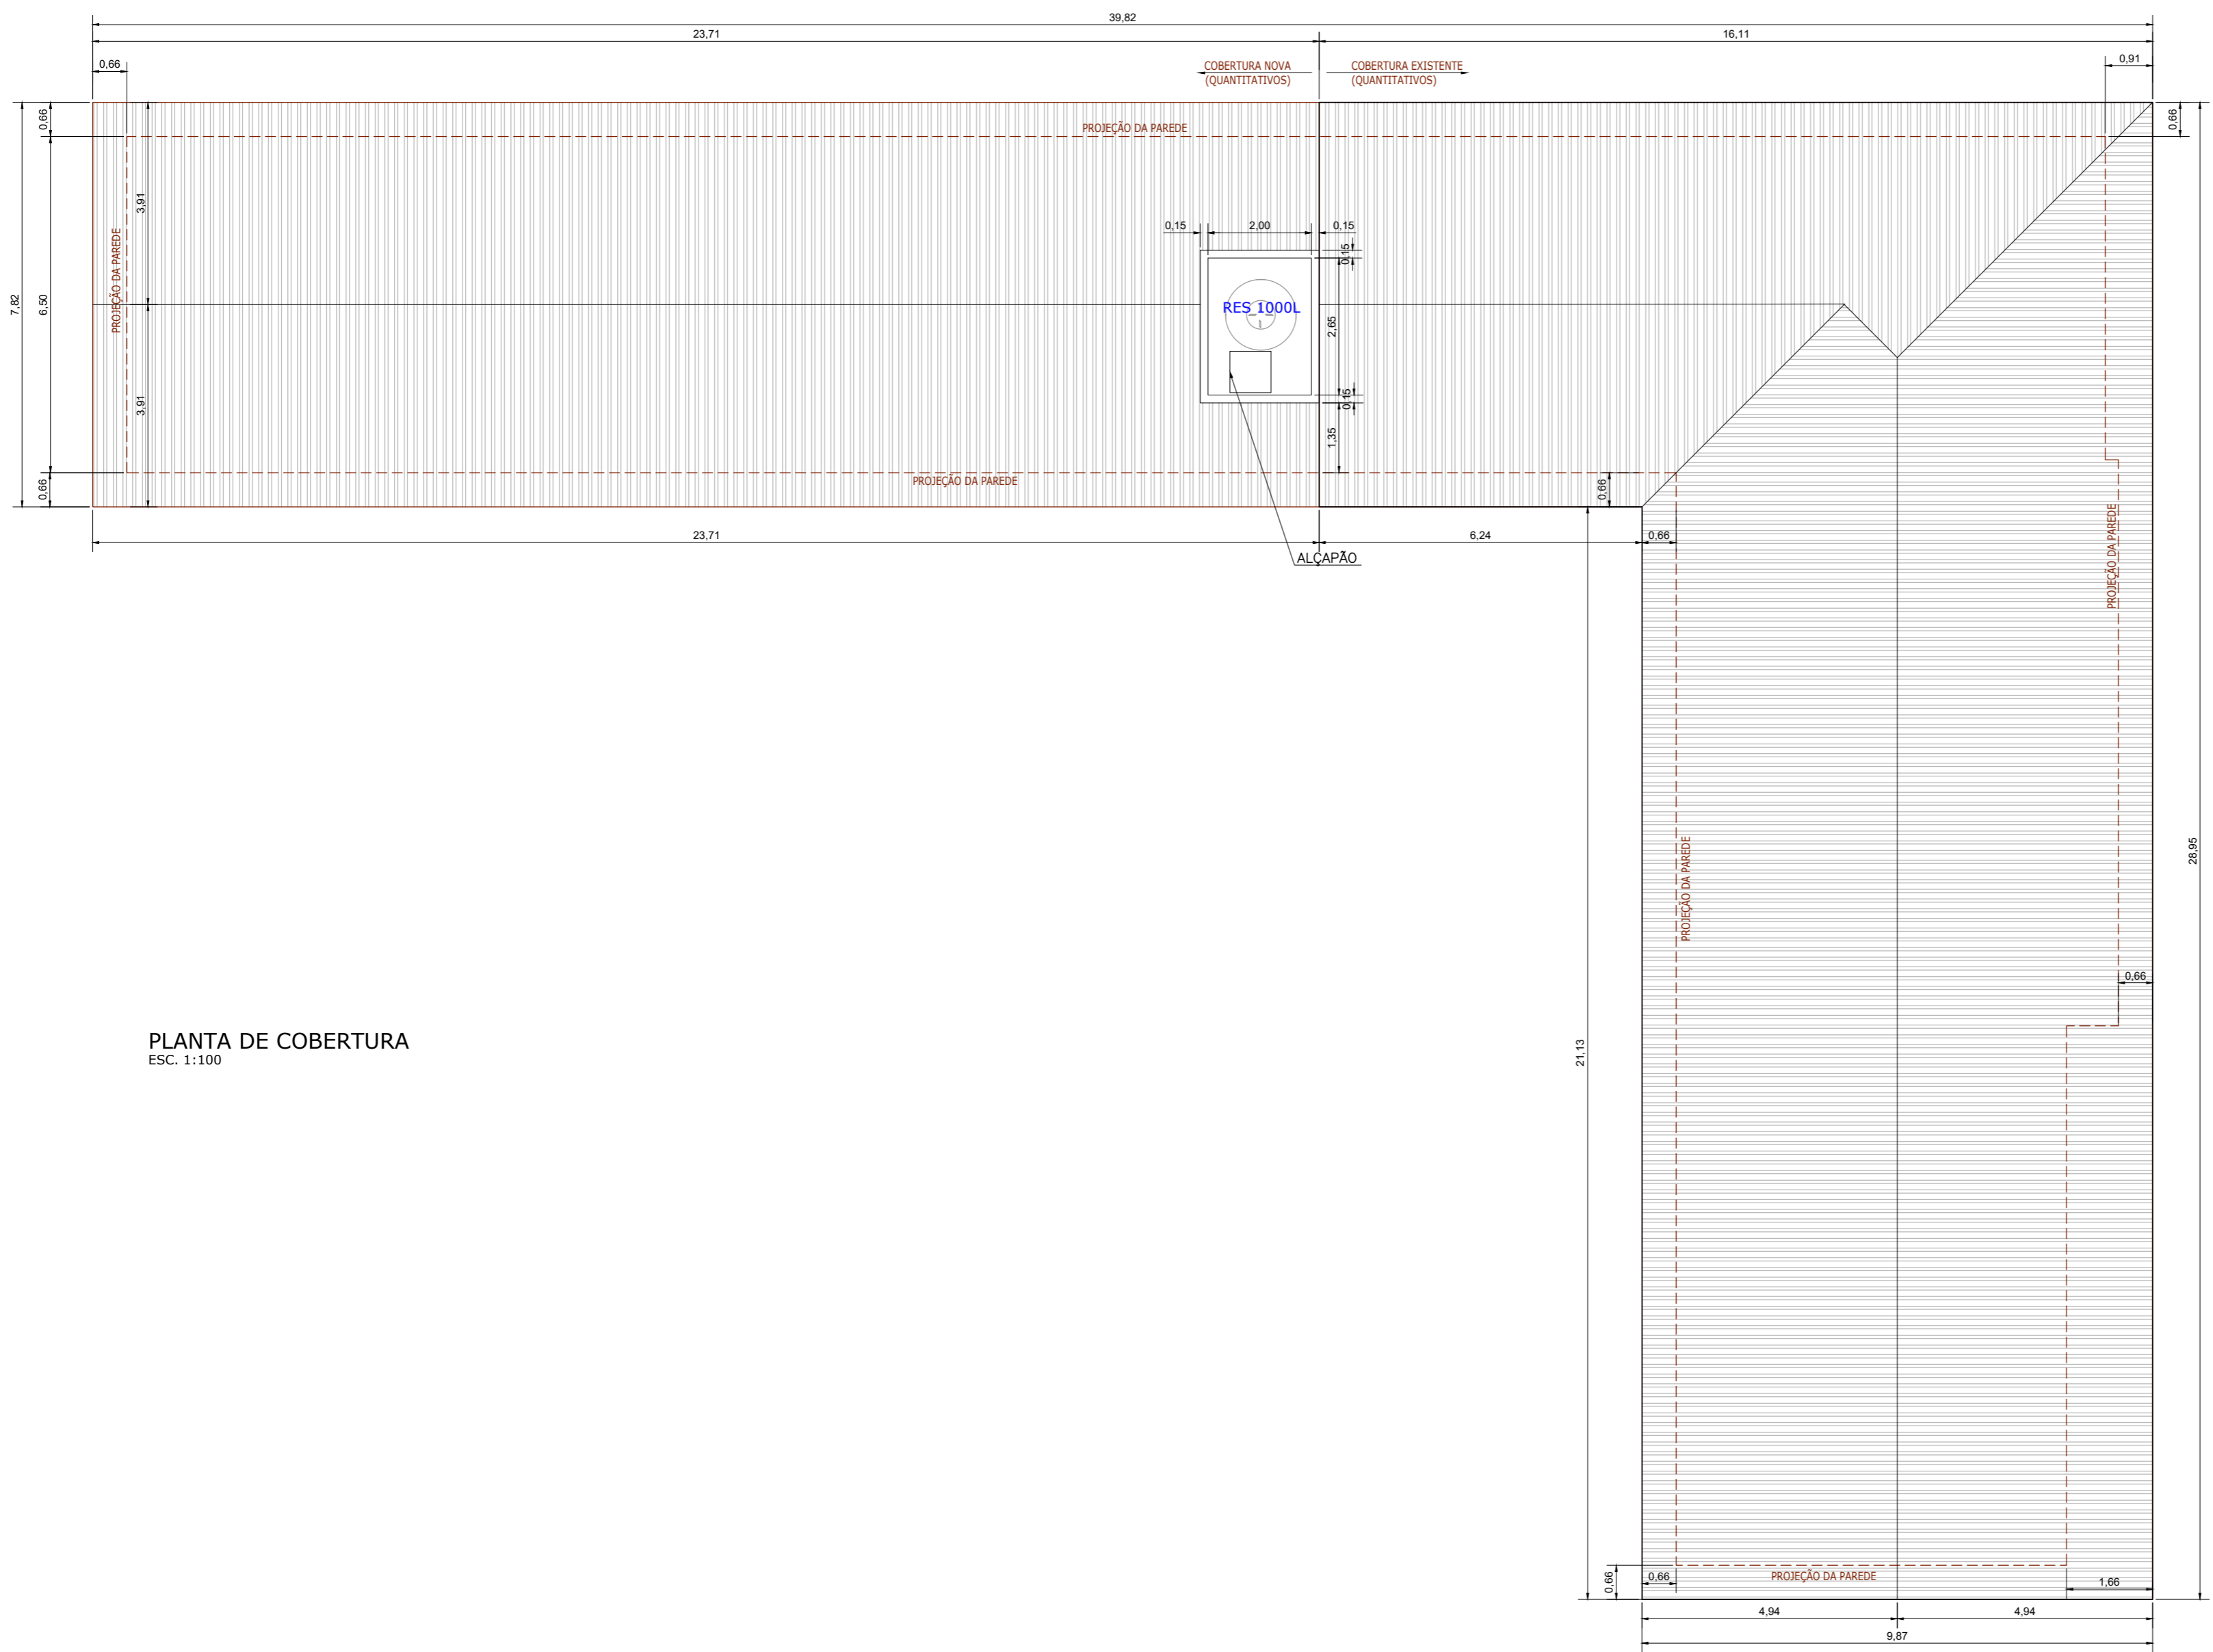 39,82
23,71
16,11
COBERTURA NOVA
(QUANTITATIVOS)
COBERTURA EXISTENTE
(QUANTITATIVOS)
0,66
0,91
0,66
0,66
PROJEÇÃO DA PAREDE
3,91
PROJEÇÃO DA PAREDE
7,82
6,50
0,15
2,00
0,15
0,15
RES 1000L
2,65
0,15
3,91
1,35
PROJEÇÃO DA PAREDE
0,66
0,66
23,71
6,24
0,66
ALÇAPÃO
PROJEÇÃO DA PAREDE
PROJEÇÃO DA PAREDE
28,95
0,66
21,13
PLANTA DE COBERTURA
ESC. 1:100
0,66
0,66
PROJEÇÃO DA PAREDE
1,66
4,94
4,94
9,87